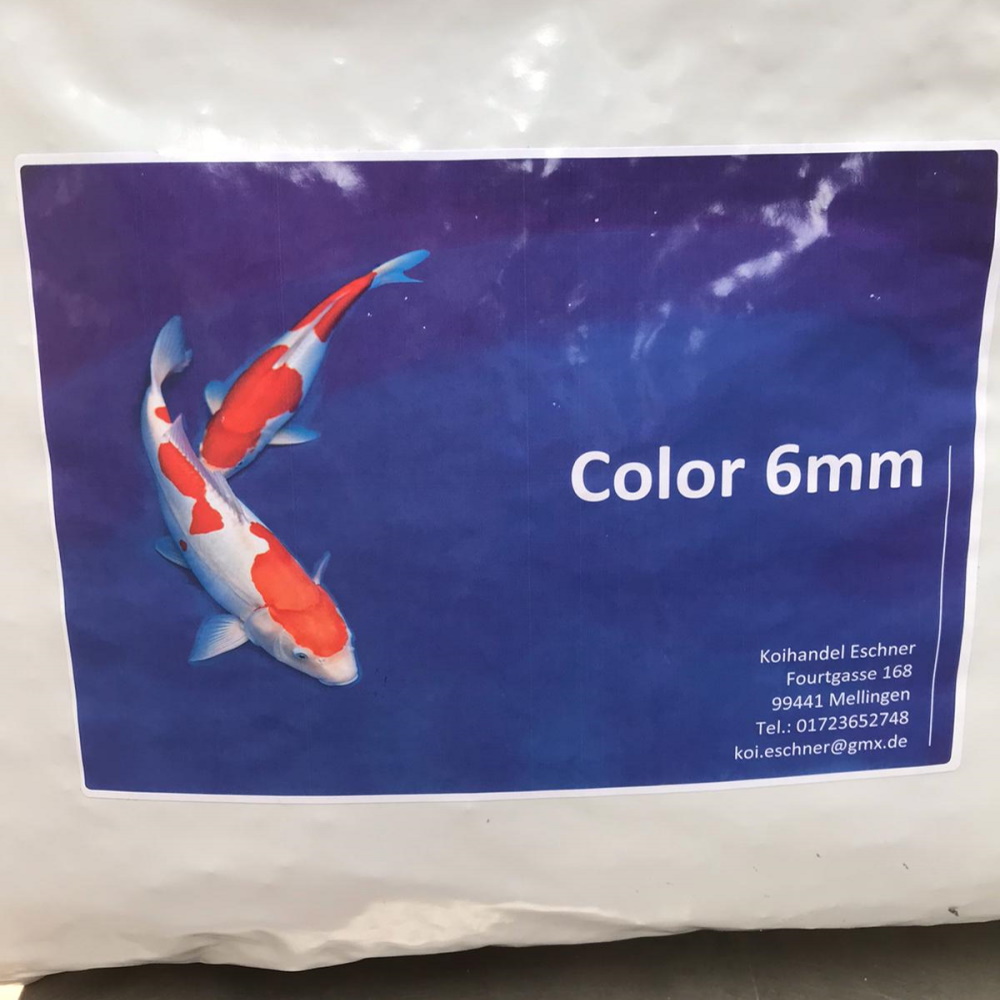 Color 6mm
Koihandel Eschner
Fourtgasse 168
99441 Mellingen
Tel.: 01723652748
koi.eschner@gmx.de